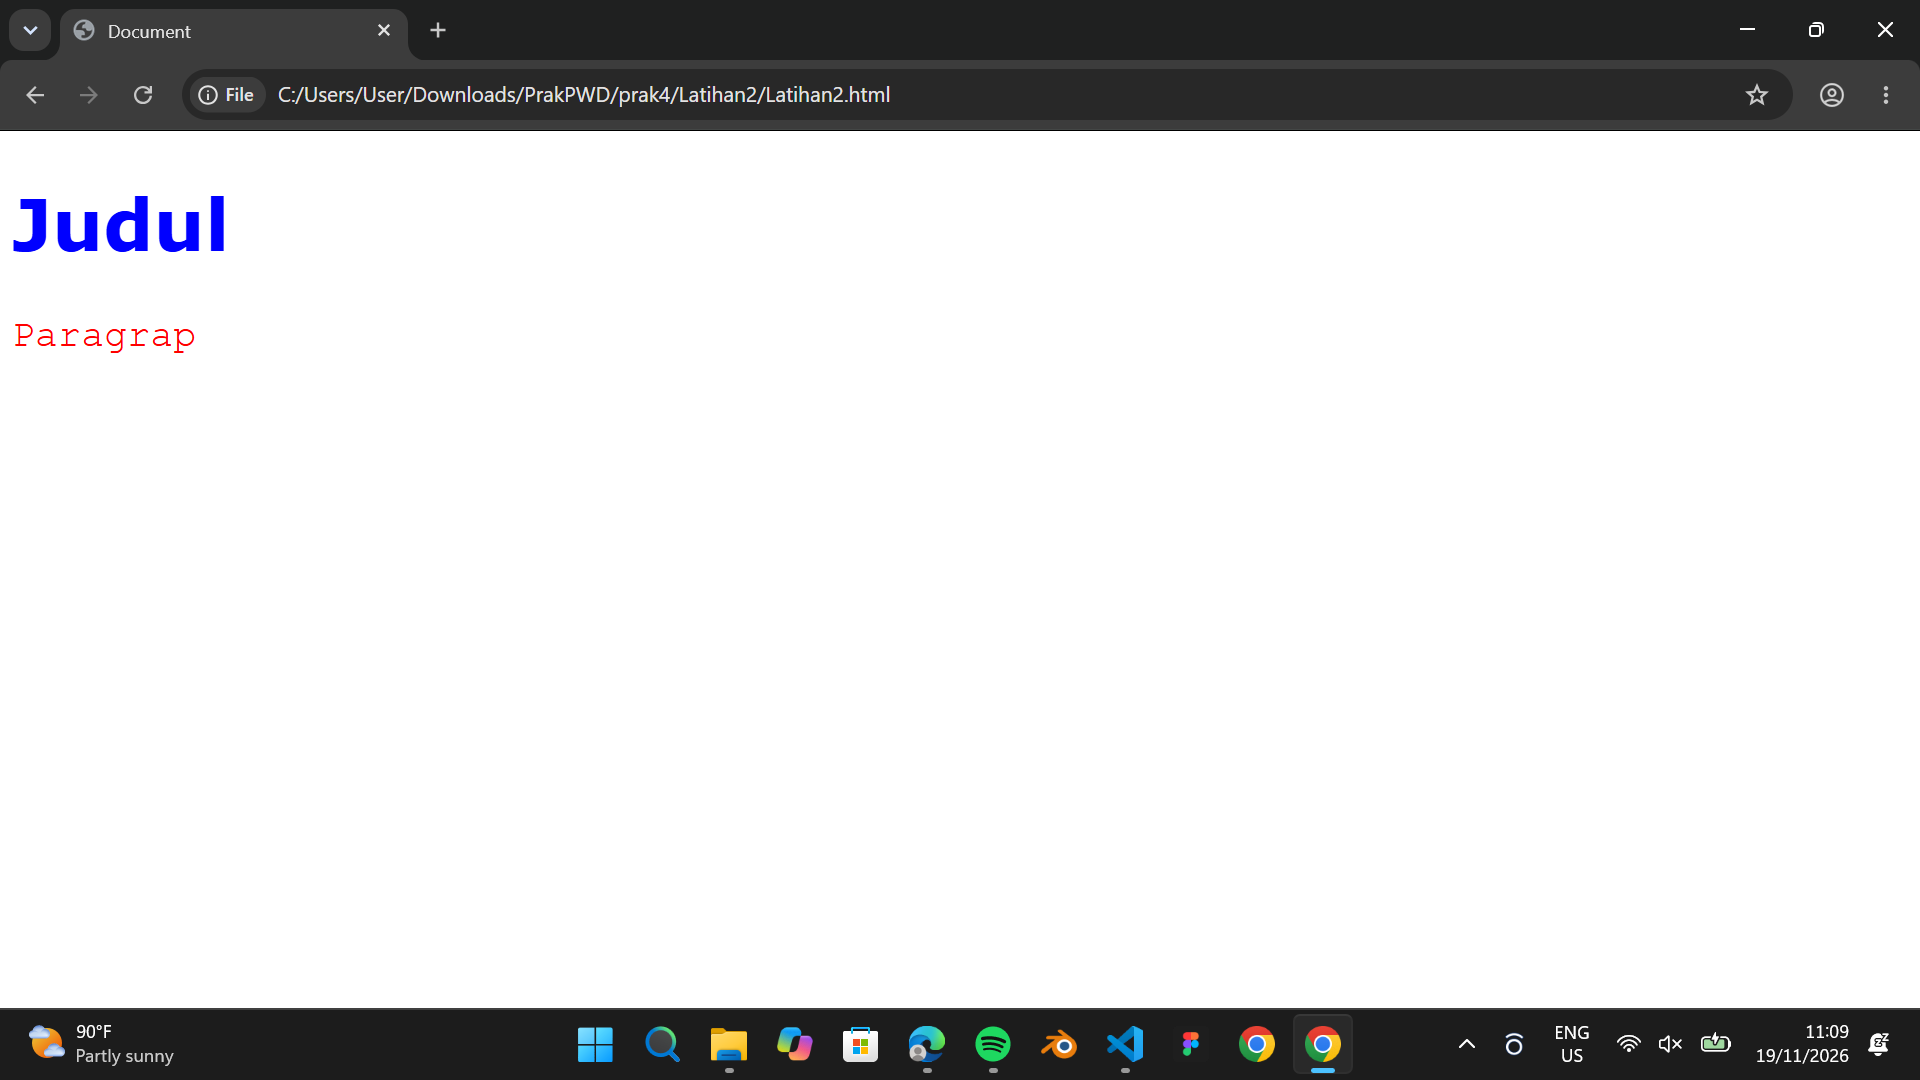 Document
File
C:/Users/User/Downloads/PrakPWD/prak4/Latihan2/Latihan2.html
Judul
Paragrap
90°F
Partly sunny
ENG
US
11:09
19/11/2026